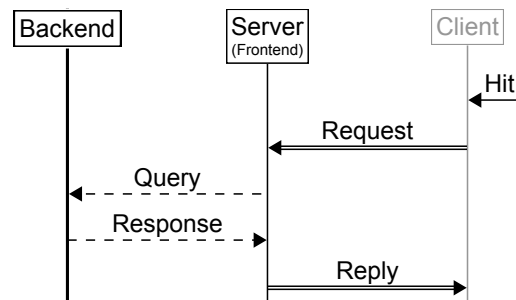 Backend
Server
(Frontend)
Client
Hit
Request
Query
Response
Reply